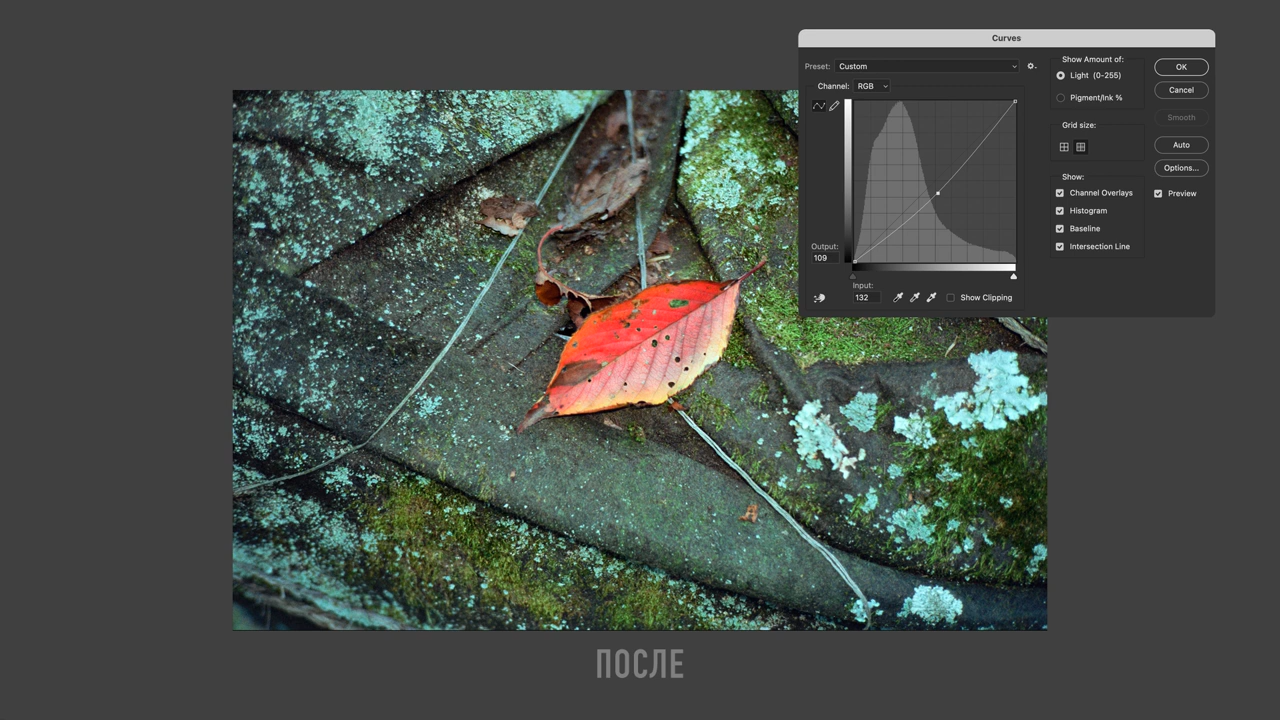 Curves
Preset: Custom
Channel: RGB
Output:
109
Input:
132
Show Clipping
Show Amount of:
Light (0-255)
Pigment/Ink %
Grid size:
Show:
Channel Overlays
Histogram
Baseline
Intersection Line
OK
Cancel
Smooth
Auto
Options...
Preview
ПОСЛЕ